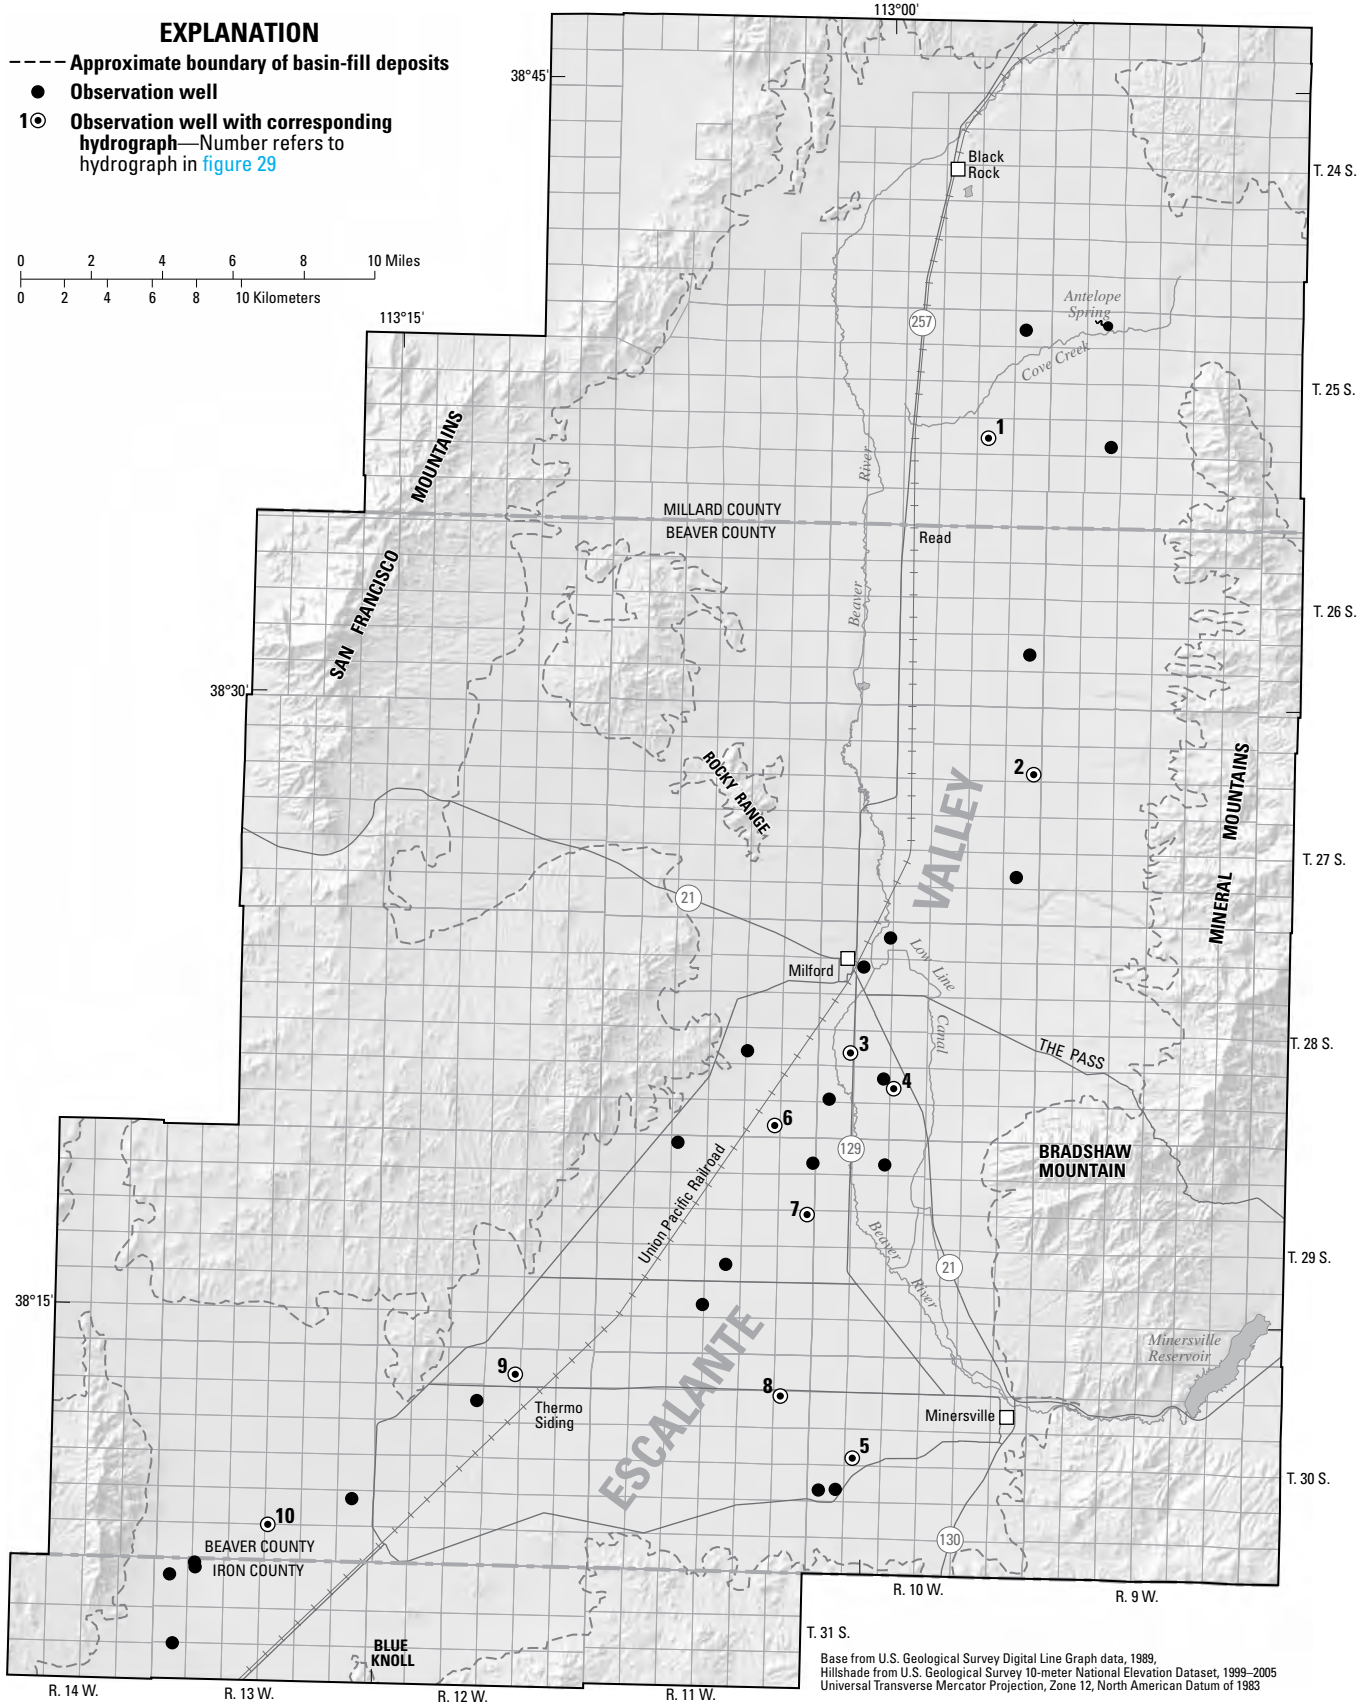 113°00'
EXPLANATION
Approximate boundary of basin-fill deposits
Observation well
1 Observation well with corresponding
hydrograph—Number refers to
hydrograph in figure 29
0 2 4 6 8 10 Miles
0 2 4 6 8 10 Kilometers
38°45'
Black
Rock
T. 24 S.
113°15'
257
Antelope
Spring
Cove Creek
T. 25 S.
1
SAN FRANCISCO MOUNTAINS
River
MILLARD COUNTY
BEAVER COUNTY
Read
Beaver
T. 26 S.
38°30'
2
ROCKY RANGE
VALLEY
MINERAL MOUNTAINS
T. 27 S.
21
Milford
Low Line
Canal
3
THE PASS
T. 28 S.
4
6
129
BRADSHAW
MOUNTAIN
Union Pacific Railroad
7
Beaver
River
21
T. 29 S.
38°15'
ESCALANTE
Minersville
Reservoir
9
8
Thermo
Siding
Minersville
5
T. 30 S.
10
BEAVER COUNTY
IRON COUNTY
130
R. 10 W.
R. 9 W.
T. 31 S.
BLUE
KNOLL
R. 14 W.
R. 13 W.
R. 12 W.
R. 11 W.
Base from U.S. Geological Survey Digital Line Graph data, 1989,
Hillshade from U.S. Geological Survey 10-meter National Elevation Dataset, 1999–2005
Universal Transverse Mercator Projection, Zone 12, North American Datum of 1983